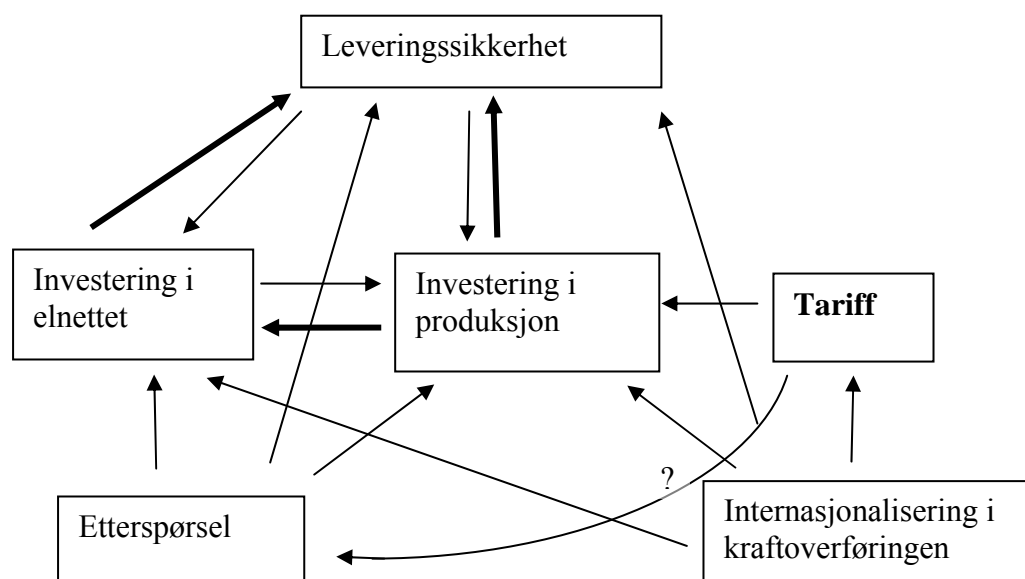 Leveringssikkerhet
Investering i
elnettet
Investering i
produksjon
Tariff
?
Etterspørsel
Internasjonalisering i
kraftoverføringen